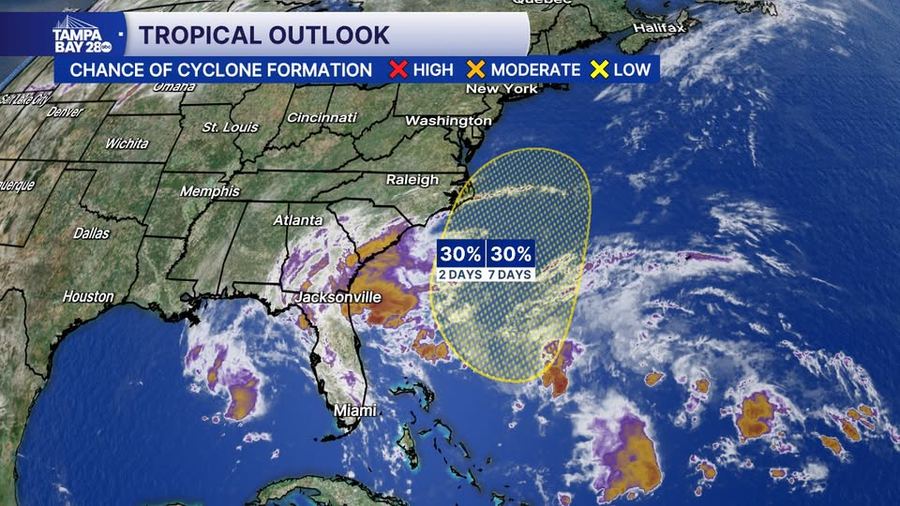 Quebec
TAMPA BAY 28 abc
TROPICAL OUTLOOK
Halifax
CHANCE OF CYCLONE FORMATION HIGH MODERATE LOW
Omaha
New York
Salt Lake City
Denver
Cincinnati
Washington
St. Louis
Wichita
Raleigh
querque
Memphis
Atlanta
Dallas
30% 30%
2 DAYS 7 DAYS
Houston
Jacksonville
Miami